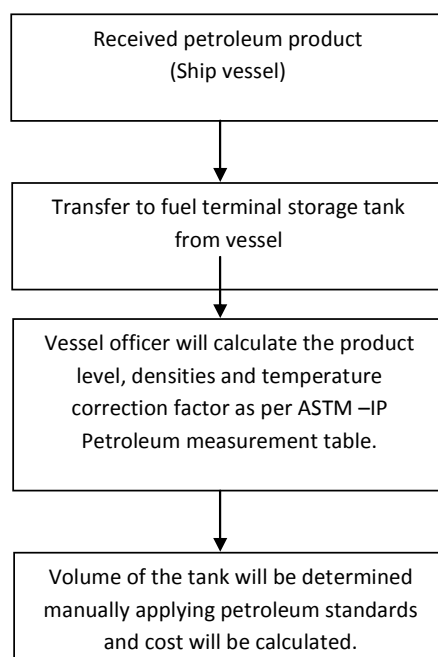 Received petroleum product
(Ship vessel)
Transfer to fuel terminal storage tank
from vessel
Vessel officer will calculate the product
level, densities and temperature
correction factor as per ASTM –IP
Petroleum measurement table.
Volume of the tank will be determined
manually applying petroleum standards
and cost will be calculated.